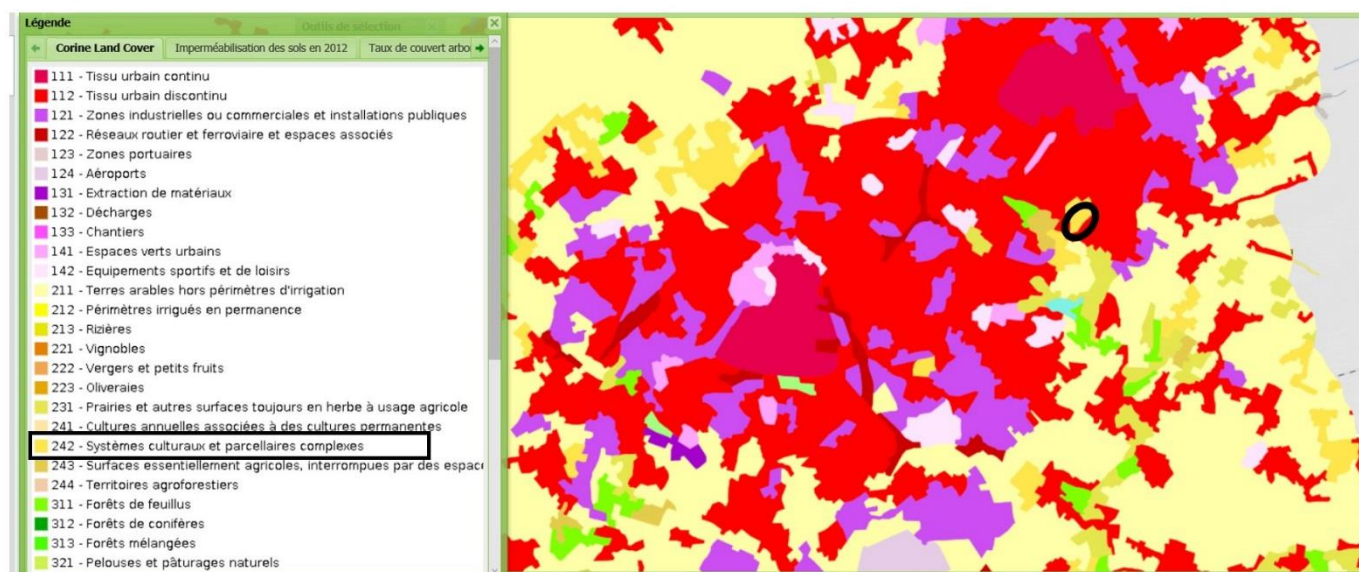 Légende
Outils de sélection
Corine Land Cover Imperméabilisation des sols en 2012 Taux de couvert arbo
111 - Tissu urbain continu
112 - Tissu urbain discontinu
121 - Zones industrielles ou commerciales et installations publiques
122 - Réseaux routier et ferroviaire et espaces associés
123 - Zones portuaires
124 - Aéroports
131 - Extraction de matériaux
132 - Décharges
133 - Chantiers
141 - Espaces verts urbains
142 - Equipements sportifs et de loisirs
211 - Terres arables hors périmètres d'irrigation
212 - Périmètres irrigués en permanence
213 - Rizières
221 - Vignobles
222 - Vergers et petits fruits
223 - Oliveraies
231 - Prairies et autres surfaces toujours en herbe à usage agricole
241 - Cultures annuelles associées à des cultures permanentes
242 - Systèmes culturaux et parcellaires complexes
243 - Surfaces essentiellement agricoles, interrompues par des espac
244 - Territoires agroforestiers
311 - Forêts de feuillus
312 - Forêts de conifères
313 - Forêts mélangées
321 - Pelouses et pâturages naturels